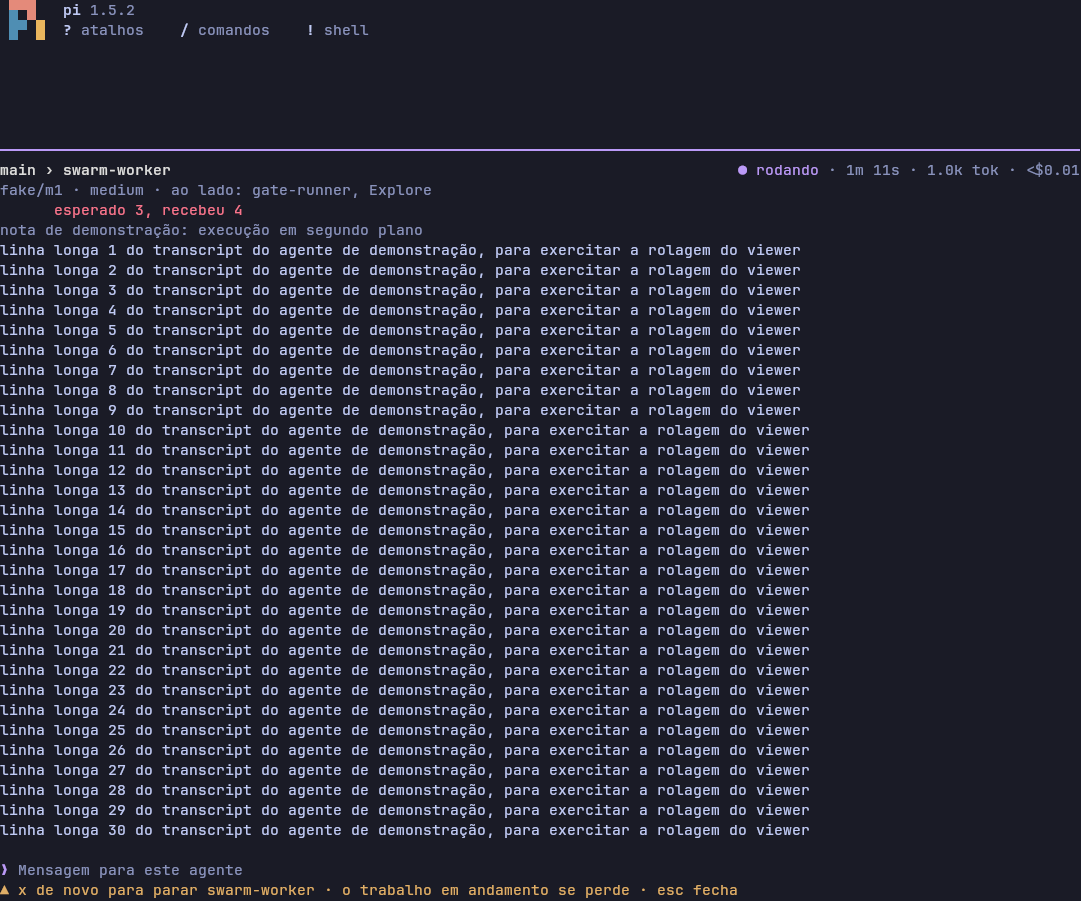 pi 1.5.2
? atalhos / comandos ! shell
main › swarm-worker ● rodando · 1m 11s · 1.0k tok · <$0.01
fake/m1 · medium · ao lado: gate-runner, Explore
esperado 3, recebeu 4
nota de demonstração: execução em segundo plano
linha longa 1 do transcript do agente de demonstração, para exercitar a rolagem do viewer
linha longa 2 do transcript do agente de demonstração, para exercitar a rolagem do viewer
linha longa 3 do transcript do agente de demonstração, para exercitar a rolagem do viewer
linha longa 4 do transcript do agente de demonstração, para exercitar a rolagem do viewer
linha longa 5 do transcript do agente de demonstração, para exercitar a rolagem do viewer
linha longa 6 do transcript do agente de demonstração, para exercitar a rolagem do viewer
linha longa 7 do transcript do agente de demonstração, para exercitar a rolagem do viewer
linha longa 8 do transcript do agente de demonstração, para exercitar a rolagem do viewer
linha longa 9 do transcript do agente de demonstração, para exercitar a rolagem do viewer
linha longa 10 do transcript do agente de demonstração, para exercitar a rolagem do viewer
linha longa 11 do transcript do agente de demonstração, para exercitar a rolagem do viewer
linha longa 12 do transcript do agente de demonstração, para exercitar a rolagem do viewer
linha longa 13 do transcript do agente de demonstração, para exercitar a rolagem do viewer
linha longa 14 do transcript do agente de demonstração, para exercitar a rolagem do viewer
linha longa 15 do transcript do agente de demonstração, para exercitar a rolagem do viewer
linha longa 16 do transcript do agente de demonstração, para exercitar a rolagem do viewer
linha longa 17 do transcript do agente de demonstração, para exercitar a rolagem do viewer
linha longa 18 do transcript do agente de demonstração, para exercitar a rolagem do viewer
linha longa 19 do transcript do agente de demonstração, para exercitar a rolagem do viewer
linha longa 20 do transcript do agente de demonstração, para exercitar a rolagem do viewer
linha longa 21 do transcript do agente de demonstração, para exercitar a rolagem do viewer
linha longa 22 do transcript do agente de demonstração, para exercitar a rolagem do viewer
linha longa 23 do transcript do agente de demonstração, para exercitar a rolagem do viewer
linha longa 24 do transcript do agente de demonstração, para exercitar a rolagem do viewer
linha longa 25 do transcript do agente de demonstração, para exercitar a rolagem do viewer
linha longa 26 do transcript do agente de demonstração, para exercitar a rolagem do viewer
linha longa 27 do transcript do agente de demonstração, para exercitar a rolagem do viewer
linha longa 28 do transcript do agente de demonstração, para exercitar a rolagem do viewer
linha longa 29 do transcript do agente de demonstração, para exercitar a rolagem do viewer
linha longa 30 do transcript do agente de demonstração, para exercitar a rolagem do viewer
❯ Mensagem para este agente
▲ x de novo para parar swarm-worker · o trabalho em andamento se perde · esc fecha